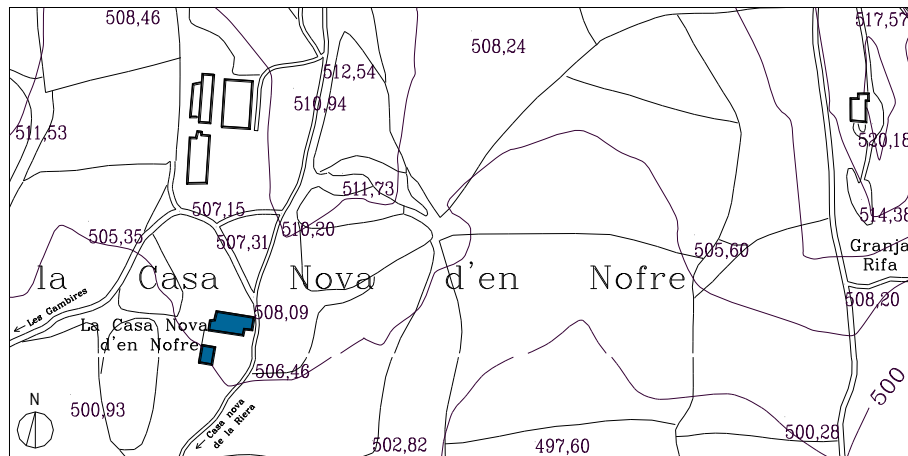 508,46
517,57
508,24
512,54
510,94
511,53
520,18
511,73
507,15
514,38
510,20
505,35
507,31
505,60
Granja
Rifa
la Casa Nova d'en Nofre
Les Gambires
508,20
508,09
La Casa Nova
d'en Nofre
506,46
500
N
500,93
Casa nova
de la Riera
500,28
502,82
497,60